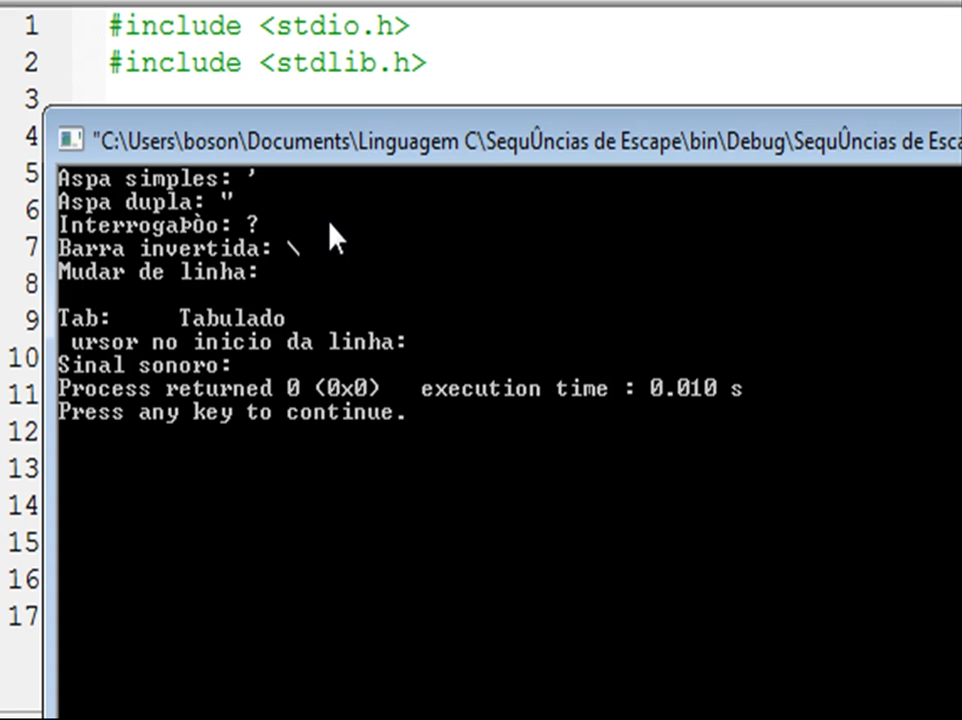 1 #include <stdio.h>
2 #include <stdlib.h>
3
4
"C:\Users\boson\Documents\Linguagem C\SequÛncias de Escape\bin\Debug\SequÛncias de Esca
5
Aspa simples: '
Aspa dupla: "
6
InterrogaÞÒo: ?
7
Barra invertida: \
Mudar de linha:
8
9
Tab: Tabulado
ursor no inicio da linha:
10
Sinal sonoro:
11
Process returned 0 (0x0) execution time : 0.010 s
Press any key to continue.
12
13
14
15
16
17